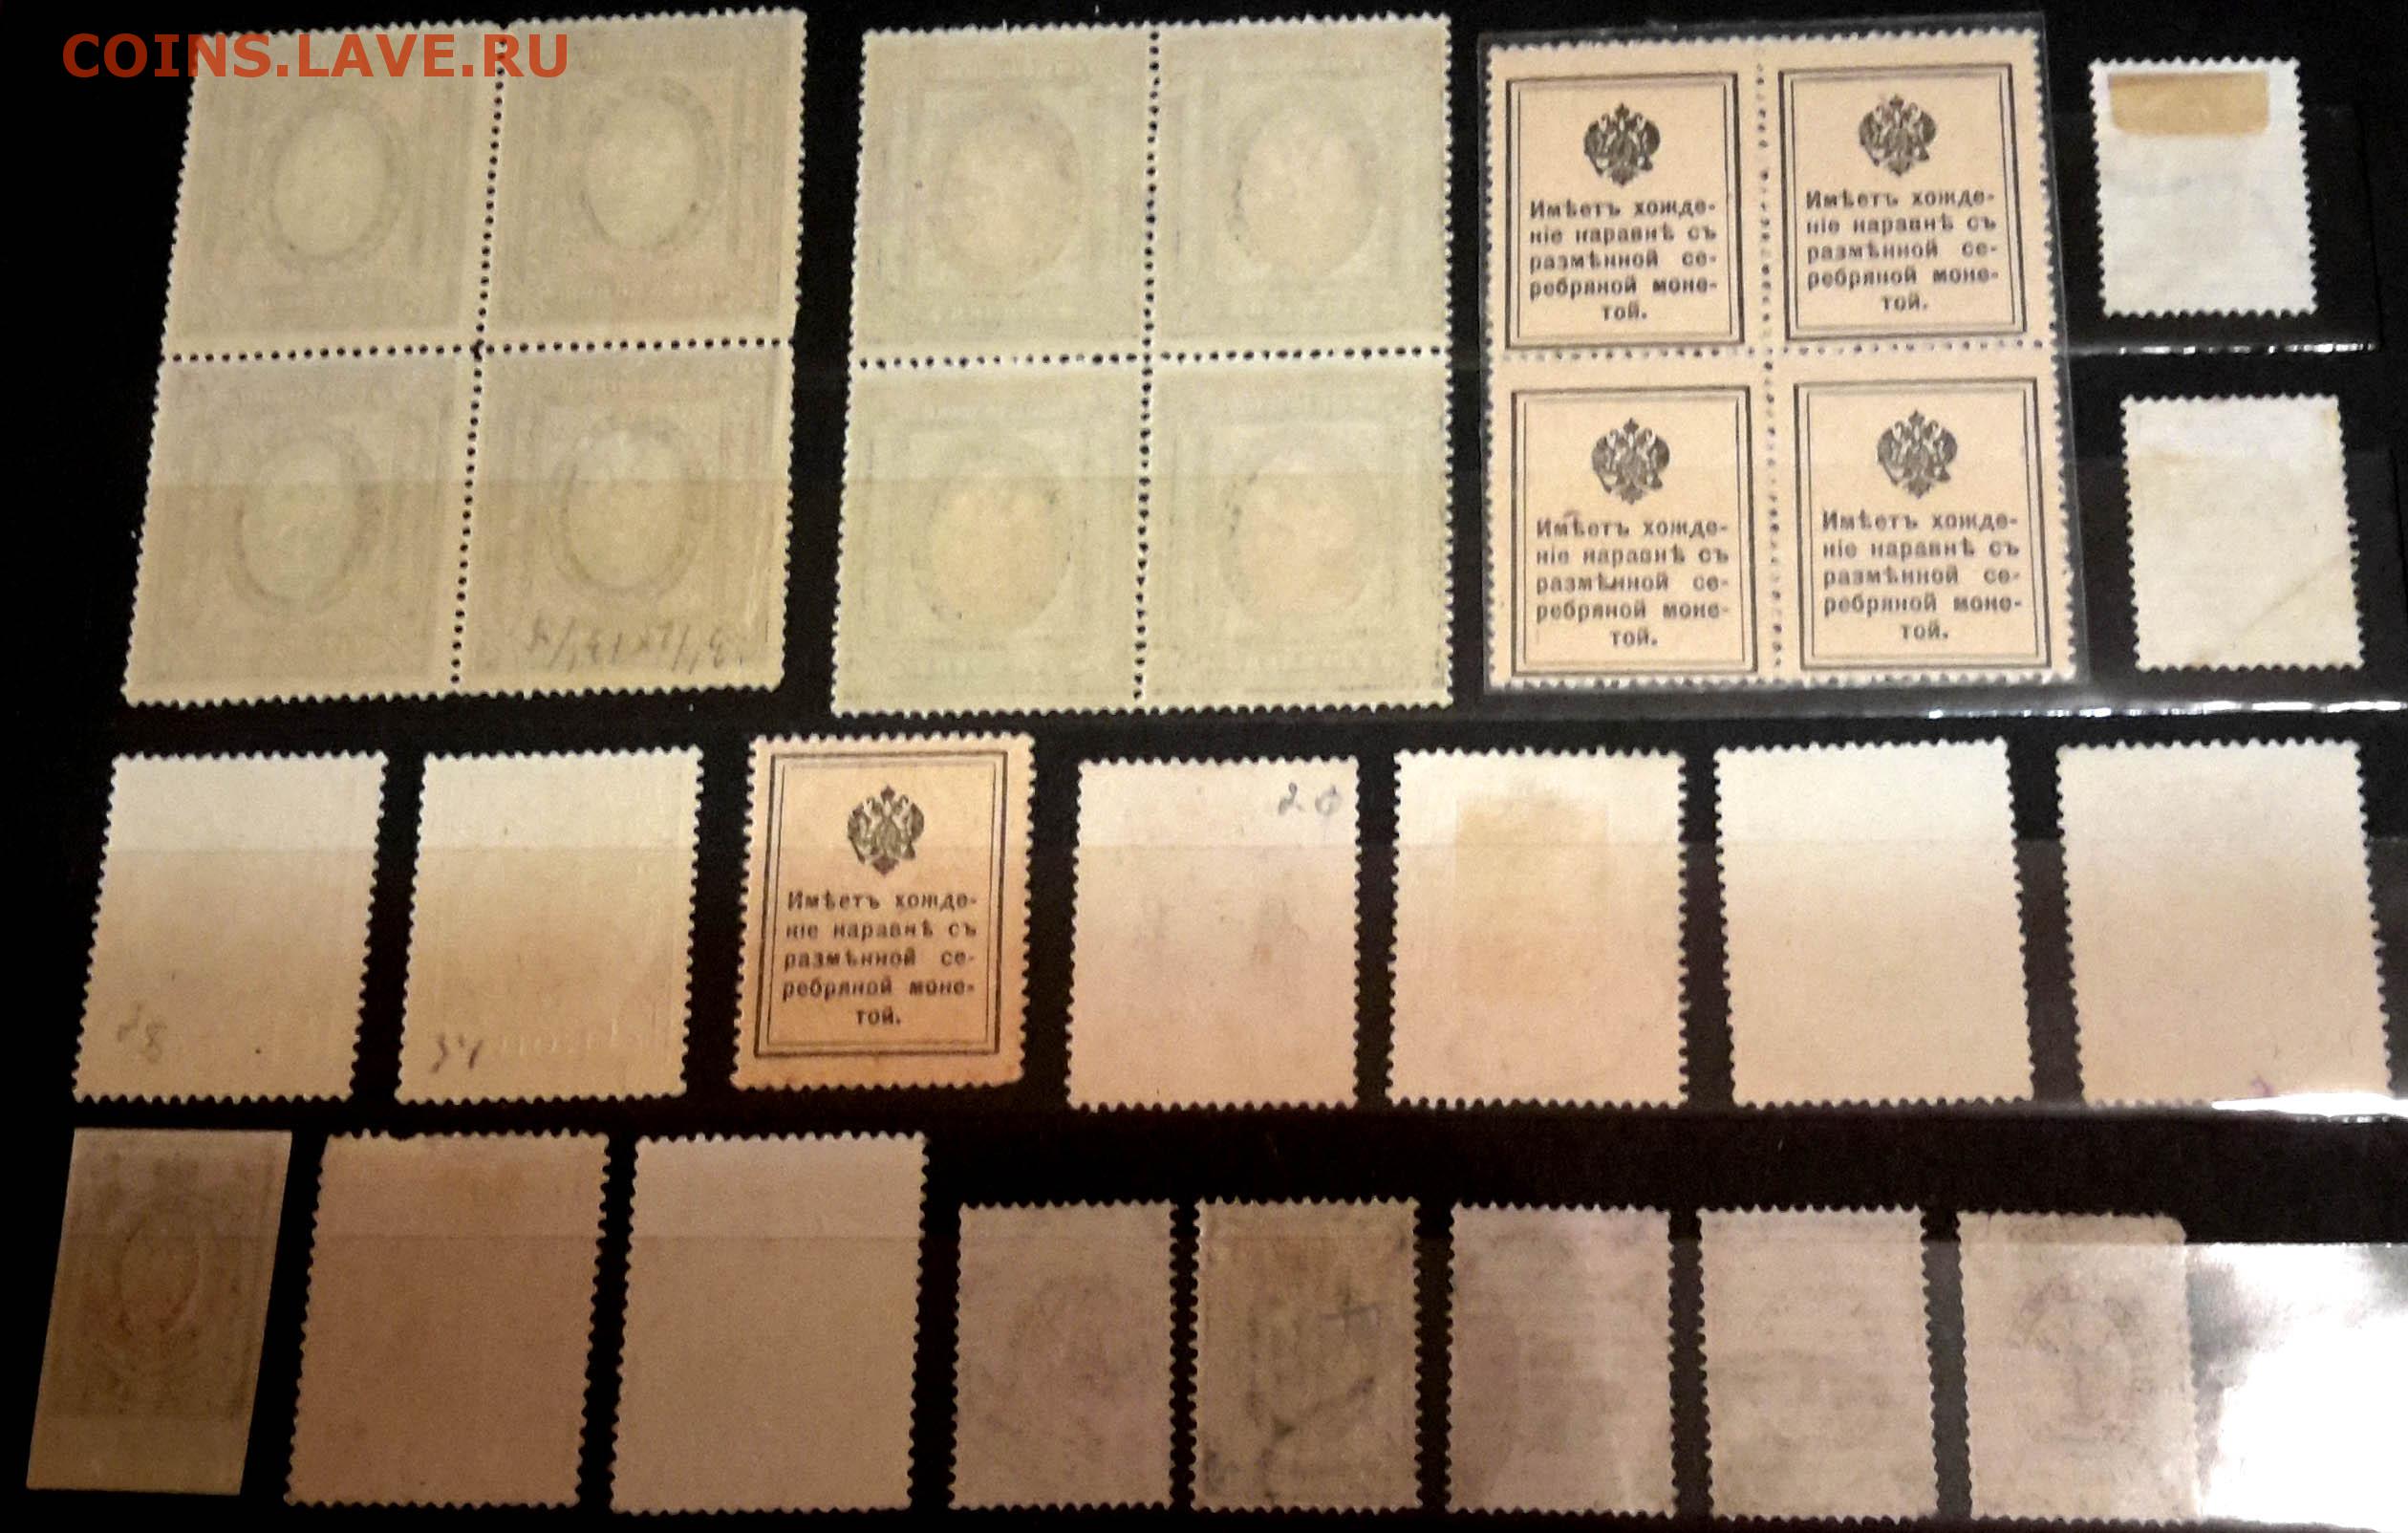 COINS.LAVE.RU
Имѣетъ хожде-
ніе наравнѣ съ
размѣнной се-
ребряной моне-
той.
Имѣетъ хожде-
ніе наравнѣ съ
размѣнной се-
ребряной моне-
той.
Имѣетъ хожде-
ніе наравнѣ съ
размѣнной се-
ребряной моне-
той.
Имѣетъ хожде-
ніе наравнѣ съ
размѣнной се-
ребряной моне-
той.
Имѣетъ хожде-
ніе наравнѣ съ
размѣнной се-
ребряной моне-
той.